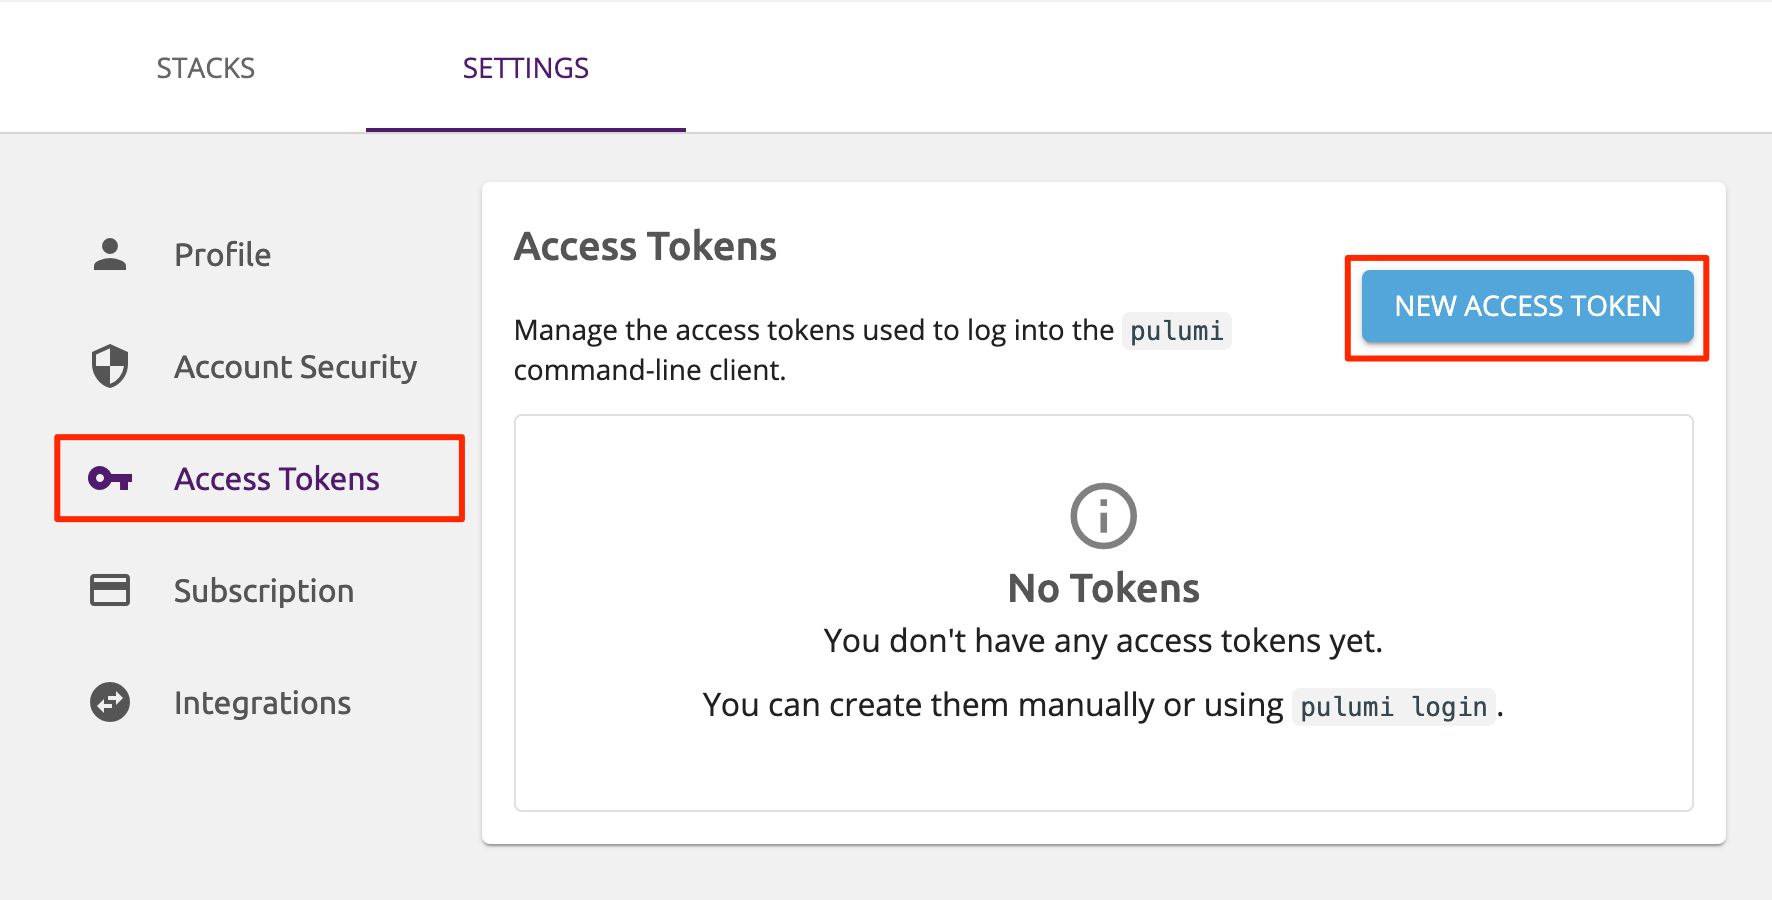 STACKS
SETTINGS
Profile
Account Security
Access Tokens
Subscription
Integrations
Access Tokens
NEW ACCESS TOKEN
Manage the access tokens used to log into the pulumi
command-line client.
No Tokens
You don't have any access tokens yet.
You can create them manually or using pulumi login.